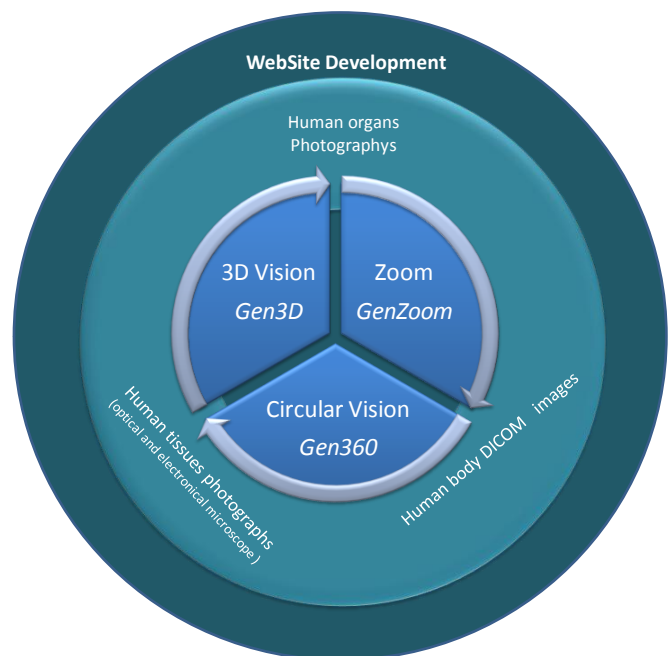 WebSite Development
Human organs
Photographys
3D Vision
Gen3D
Zoom
GenZoom
Circular Vision
Gen360
Human tissues photographs
(optical and electronical microscope )
Human body DICOM images